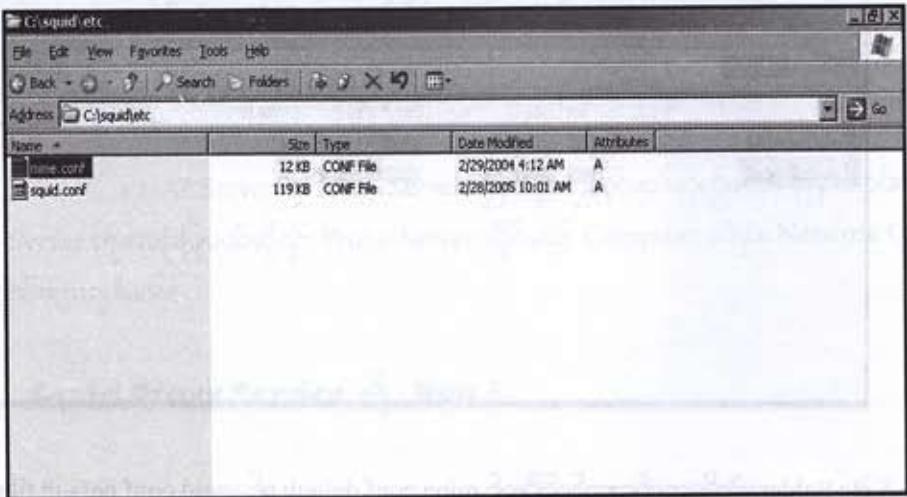 C:\squid\etc
File Edit View Favorites Tools Help
Back Search Folders
Address C:\squid\etc Go
Name Size Type Date Modified Attributes
mime.conf 12 KB CONF File 2/29/2004 4:12 AM A
squid.conf 119 KB CONF File 2/28/2005 10:01 AM A